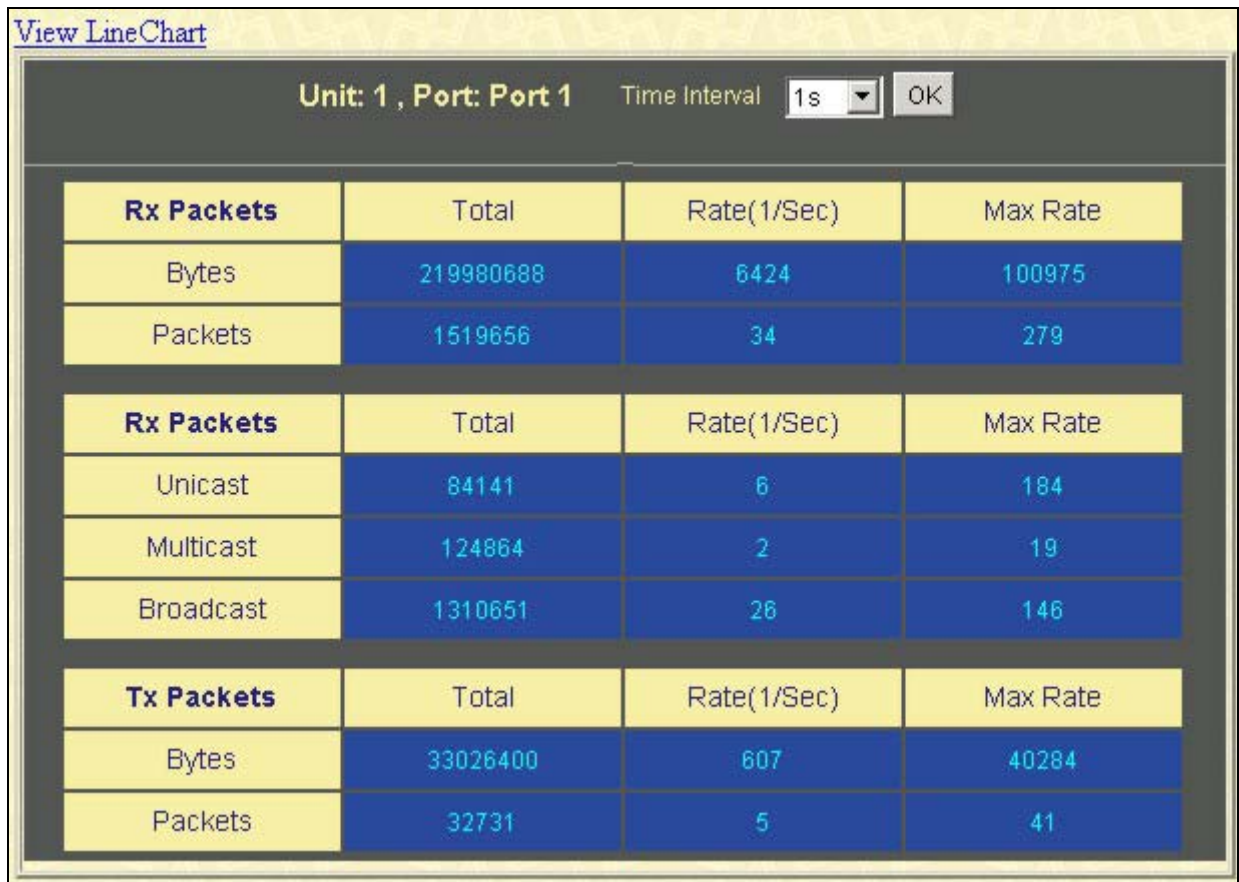 View LineChart
Unit: 1 , Port: Port 1 Time Interval 1s OK
Rx Packets Total Rate(1/Sec) Max Rate
Bytes 219980688 6424 100975
Packets 1519656 34 279
Rx Packets Total Rate(1/Sec) Max Rate
Unicast 84141 6 184
Multicast 124864 2 19
Broadcast 1310651 26 146
Tx Packets Total Rate(1/Sec) Max Rate
Bytes 33026400 607 40284
Packets 32731 5 41